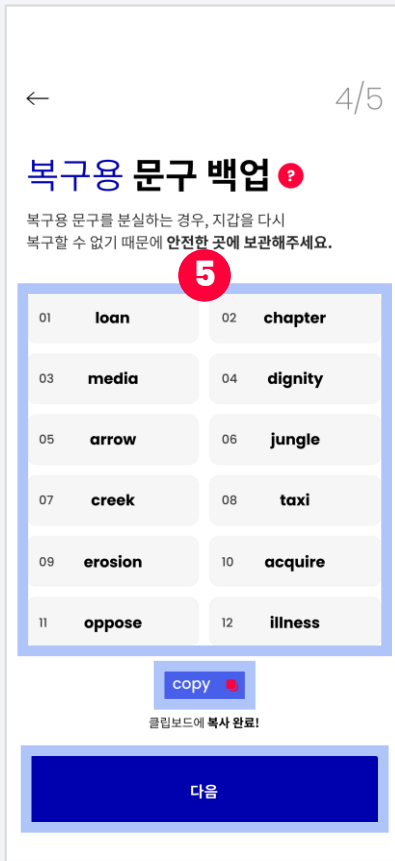 ←
4/5
복구용 문구 백업 ?
복구용 문구를 분실하는 경우, 지갑을 다시
복구할 수 없기 때문에 안전한 곳에 보관해주세요.
5
01 loan 02 chapter
03 media 04 dignity
05 arrow 06 jungle
07 creek 08 taxi
09 erosion 10 acquire
11 oppose 12 illness
copy
클립보드에 복사 완료!
다음